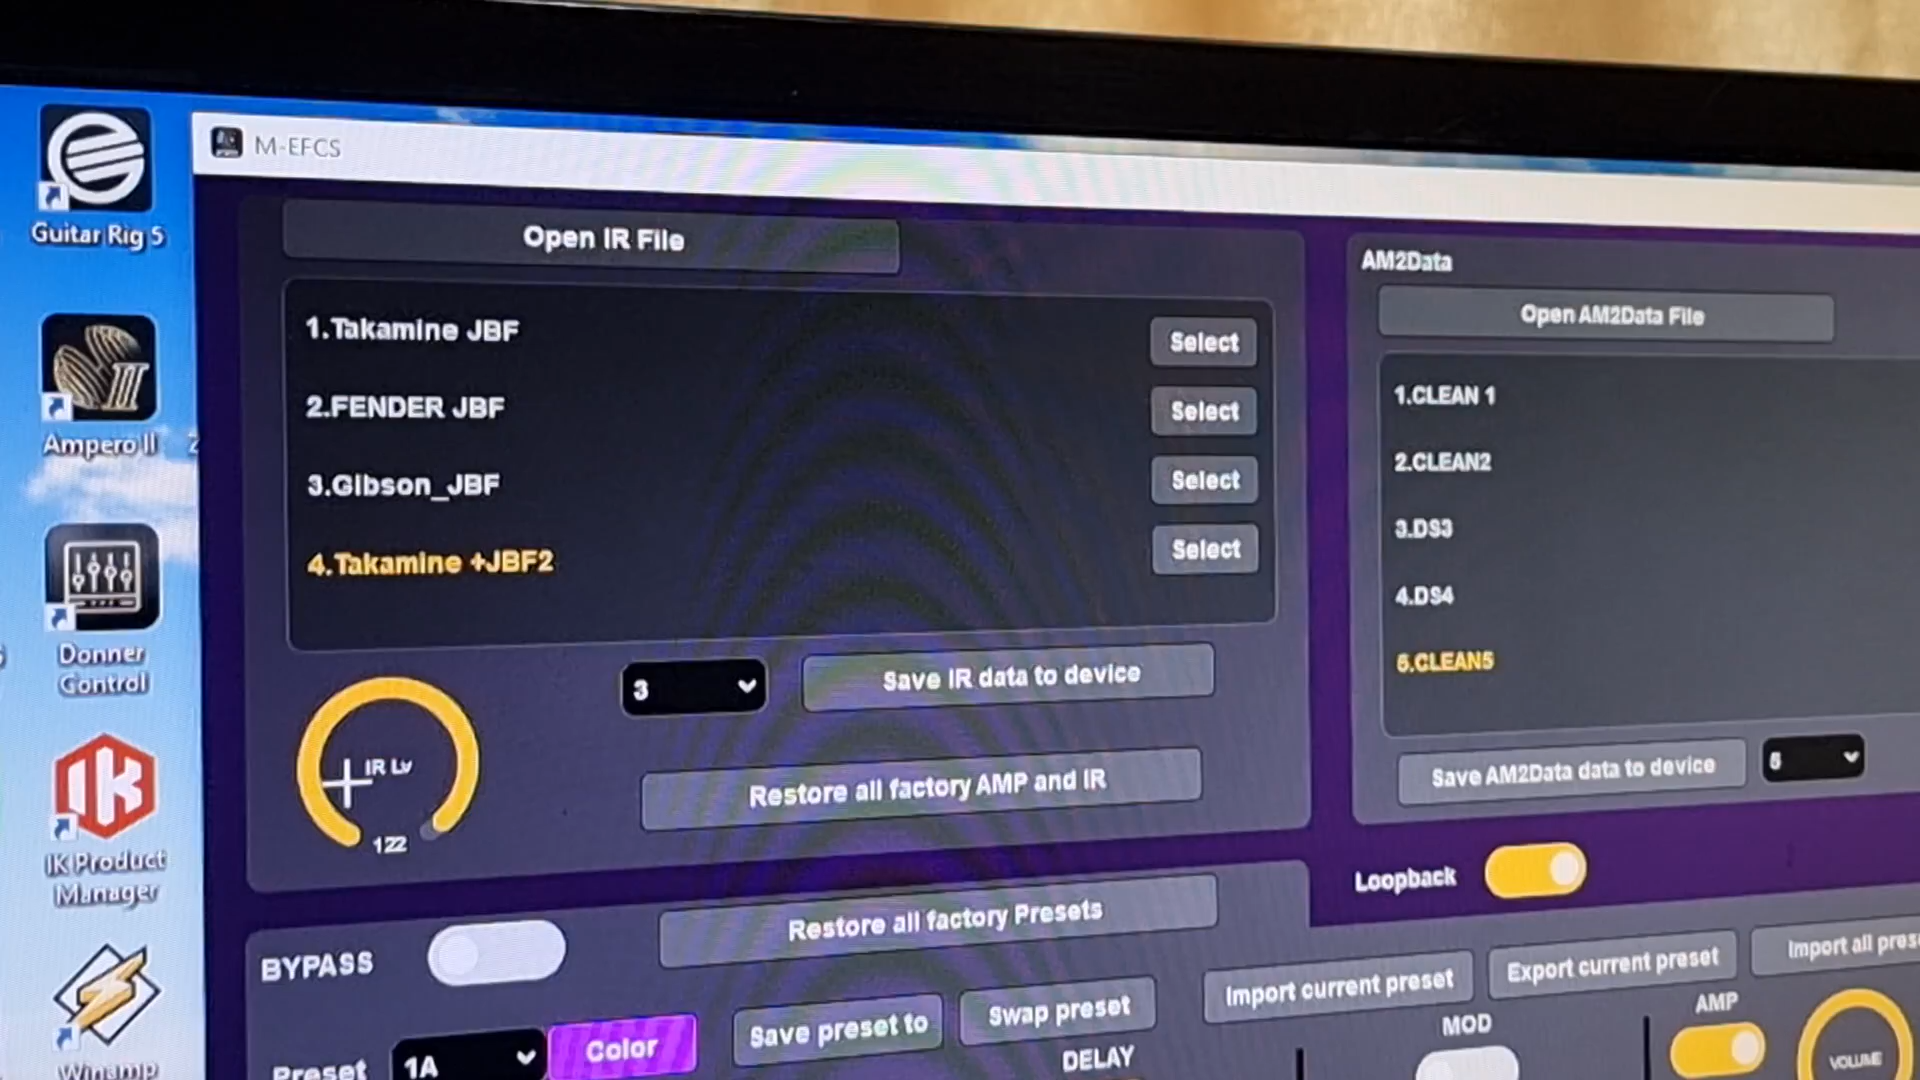 M-EFCS
Guitar Rig 5
Ampero II
Donner
Control
IK Product
Manager
Winamp
Open IR File
1.Takamine JBF
Select
2.FENDER JBF
Select
3.Gibson_JBF
Select
4.Takamine +JBF2
Select
3
Save IR data to device
IR Lv
122
Restore all factory AMP and IR
AM2Data
Open AM2Data File
1.CLEAN 1
2.CLEAN2
3.DS3
4.DS4
5.CLEAN5
Save AM2Data data to device
5
Loopback
BYPASS
Restore all factory Presets
Import current preset
Export current preset
Import all prese
Preset
1A
Color
Save preset to
Swap preset
DELAY
MOD
AMP
VOLUME